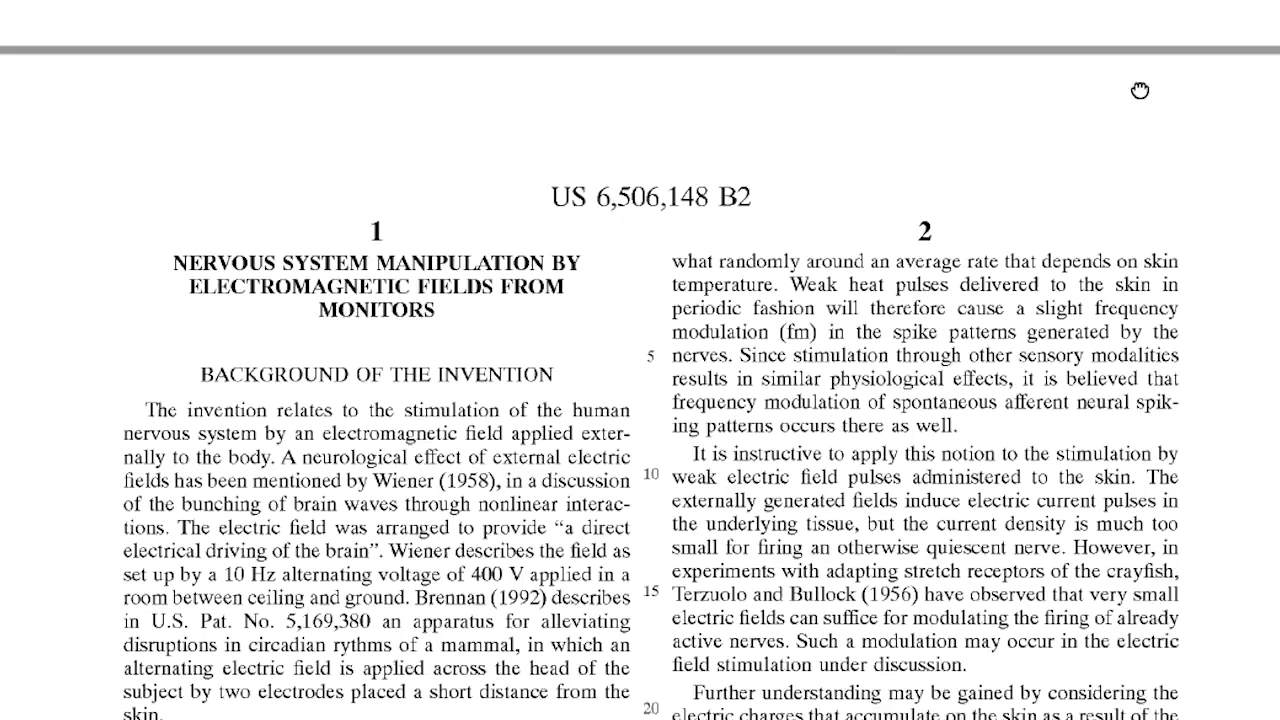 US 6,506,148 B2
1
NERVOUS SYSTEM MANIPULATION BY
ELECTROMAGNETIC FIELDS FROM
MONITORS
BACKGROUND OF THE INVENTION
The invention relates to the stimulation of the human
nervous system by an electromagnetic field applied exter-
nally to the body. A neurological effect of external electric
fields has been mentioned by Wiener (1958), in a discussion
of the bunching of brain waves through nonlinear interac-
tions. The electric field was arranged to provide “a direct
electrical driving of the brain”. Wiener describes the field as
set up by a 10 Hz alternating voltage of 400 V applied in a
room between ceiling and ground. Brennan (1992) describes
in U.S. Pat. No. 5,169,380 an apparatus for alleviating
disruptions in circadian rythms of a mammal, in which an
alternating electric field is applied across the head of the
subject by two electrodes placed a short distance from the
skin.
5
10
15
20
2
what randomly around an average rate that depends on skin
temperature. Weak heat pulses delivered to the skin in
periodic fashion will therefore cause a slight frequency
modulation (fm) in the spike patterns generated by the
nerves. Since stimulation through other sensory modalities
results in similar physiological effects, it is believed that
frequency modulation of spontaneous afferent neural spik-
ing patterns occurs there as well.
It is instructive to apply this notion to the stimulation by
weak electric field pulses administered to the skin. The
externally generated fields induce electric current pulses in
the underlying tissue, but the current density is much too
small for firing an otherwise quiescent nerve. However, in
experiments with adapting stretch receptors of the crayfish,
Terzuolo and Bullock (1956) have observed that very small
electric fields can suffice for modulating the firing of already
active nerves. Such a modulation may occur in the electric
field stimulation under discussion.
Further understanding may be gained by considering the
electric charges that accumulate on the skin as a result of the